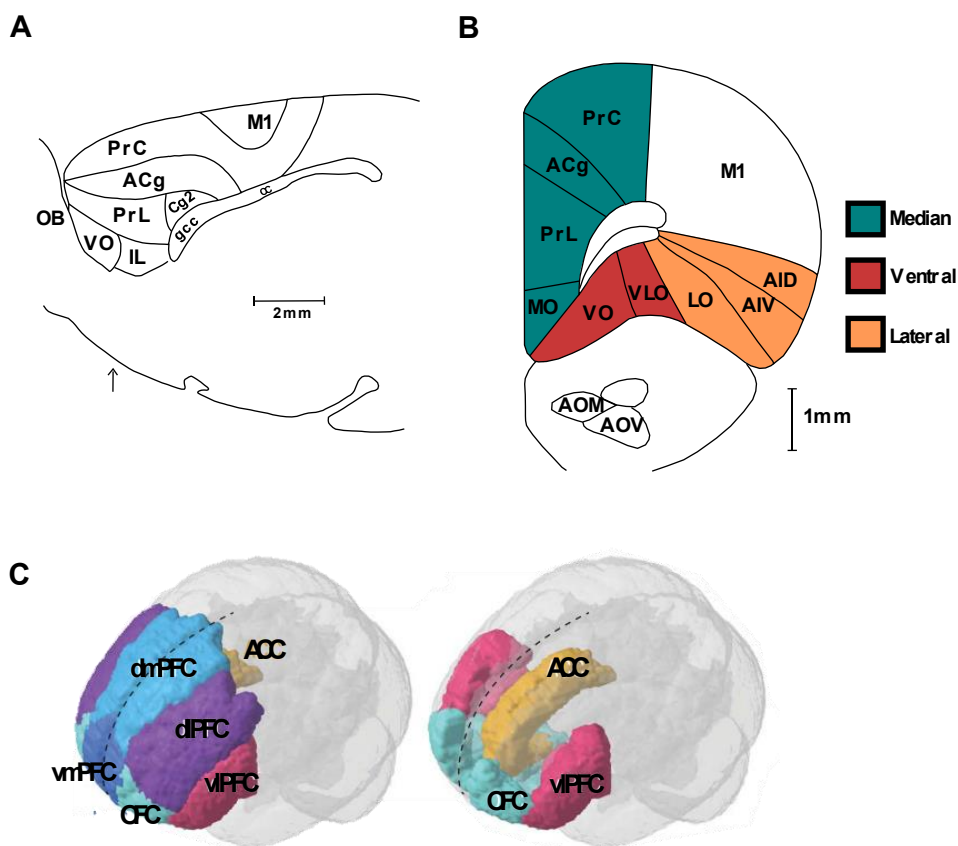 A
M1
PrC
ACg
Cg2
cc
PrL
gcc
OB
VO
IL
2mm
B
PrC
ACg
M1
PrL
MO
VO
VLO
LO
AID
AIV
AOM
AOV
1mm
Median
Ventral
Lateral
C
dmPFC
ACC
dlPFC
vmPFC
vlPFC
OFC
ACC
OFC
vlPFC